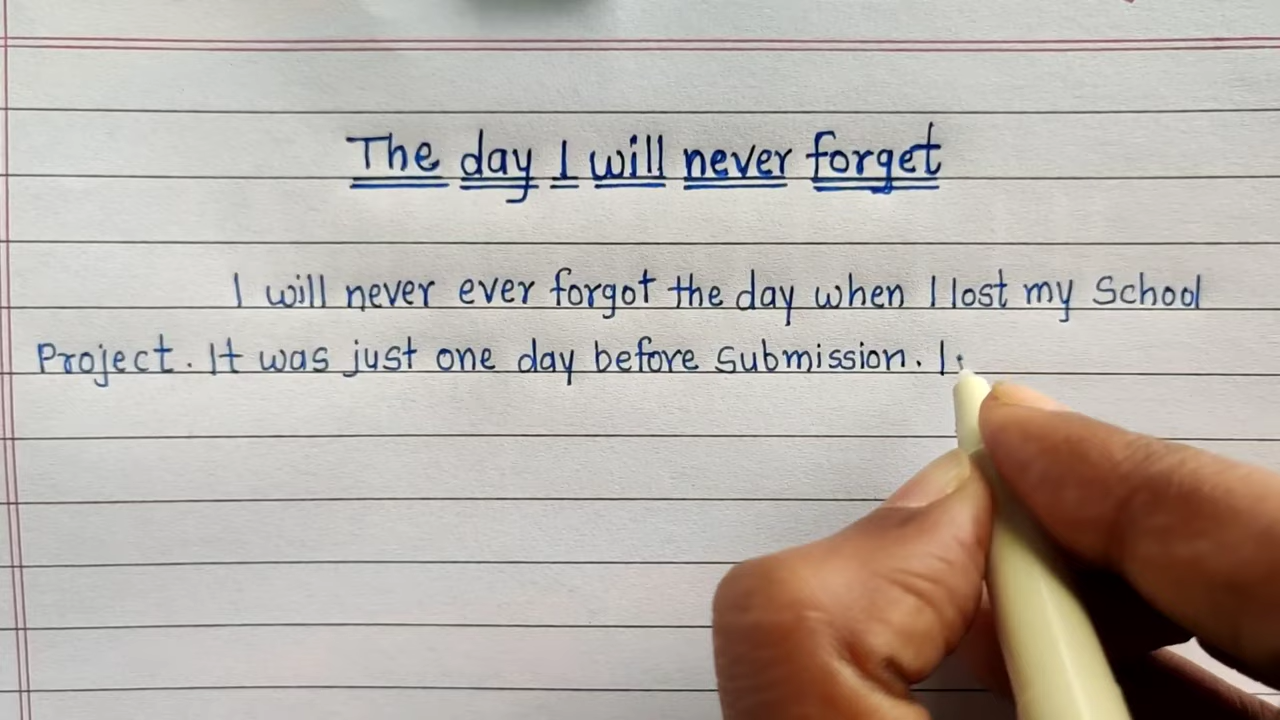 The day I will never forget
I will never ever forgot the day when I lost my School
Project. It was just one day before submission. I